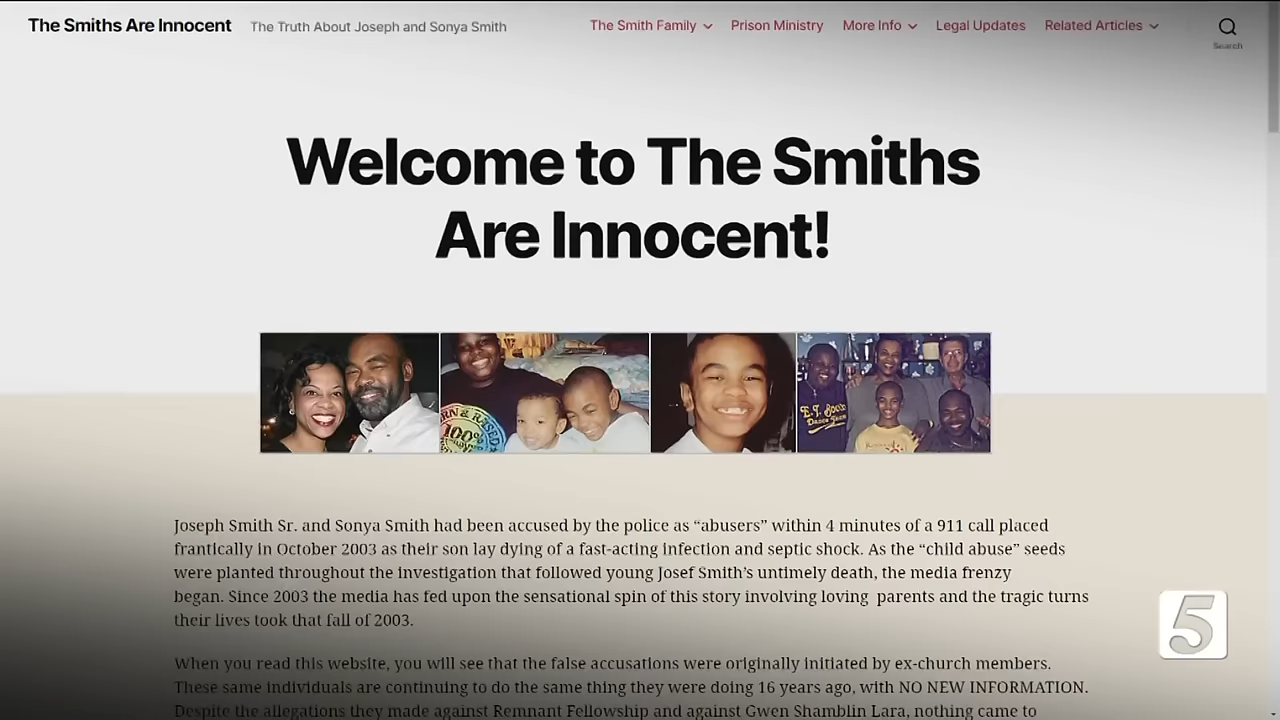 The Smiths Are Innocent The Truth About Joseph and Sonya Smith The Smith Family Prison Ministry More Info Legal Updates Related Articles
Search
Welcome to The Smiths
Are Innocent!
100%
E.T. BOOGIE
Joseph Smith Sr. and Sonya Smith had been accused by the police as “abusers” within 4 minutes of a 911 call placed
frantically in October 2003 as their son lay dying of a fast-acting infection and septic shock. As the “child abuse” seeds
were planted throughout the investigation that followed young Josef Smith’s untimely death, the media frenzy
began. Since 2003 the media has fed upon the sensational spin of this story involving loving parents and the tragic turns
their lives took that fall of 2003.
When you read this website, you will see that the false accusations were originally initiated by ex-church members.
These same individuals are continuing to do the same thing they were doing 16 years ago, with NO NEW INFORMATION.
Despite the allegations they made against Remnant Fellowship and against Gwen Shamblin Lara, nothing came to
5